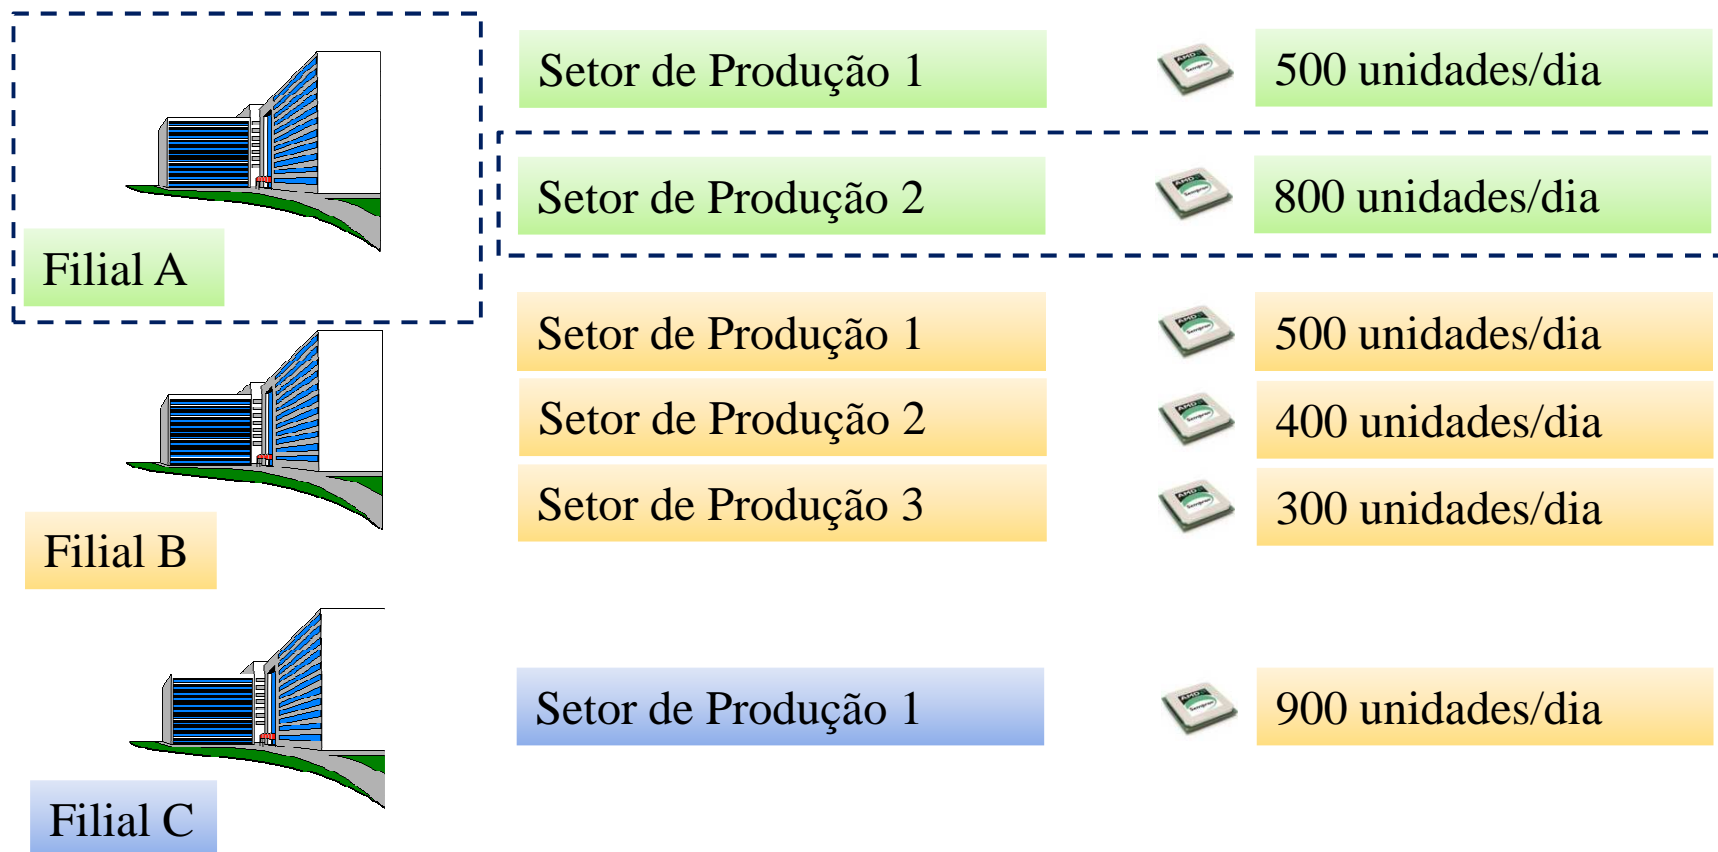 Setor de Produção 1
500 unidades/dia
Setor de Produção 2
800 unidades/dia
Filial A
Setor de Produção 1
500 unidades/dia
Setor de Produção 2
400 unidades/dia
Setor de Produção 3
300 unidades/dia
Filial B
Setor de Produção 1
900 unidades/dia
Filial C